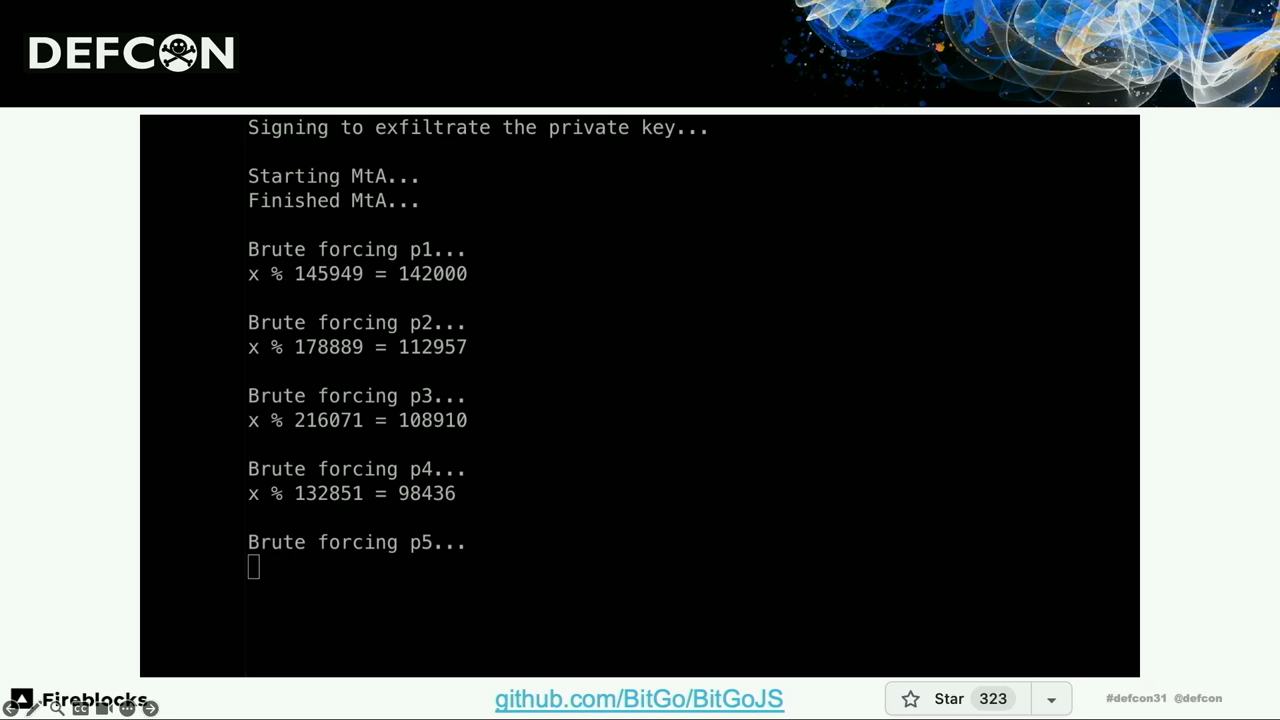 DEFCON
Signing to exfiltrate the private key...
Starting MtA...
Finished MtA...
Brute forcing p1...
x % 145949 = 142000
Brute forcing p2...
x % 178889 = 112957
Brute forcing p3...
x % 216071 = 108910
Brute forcing p4...
x % 132851 = 98436
Brute forcing p5...
Fireblocks
github.com/BitGo/BitGoJS
Star 323
#defcon31 @defcon